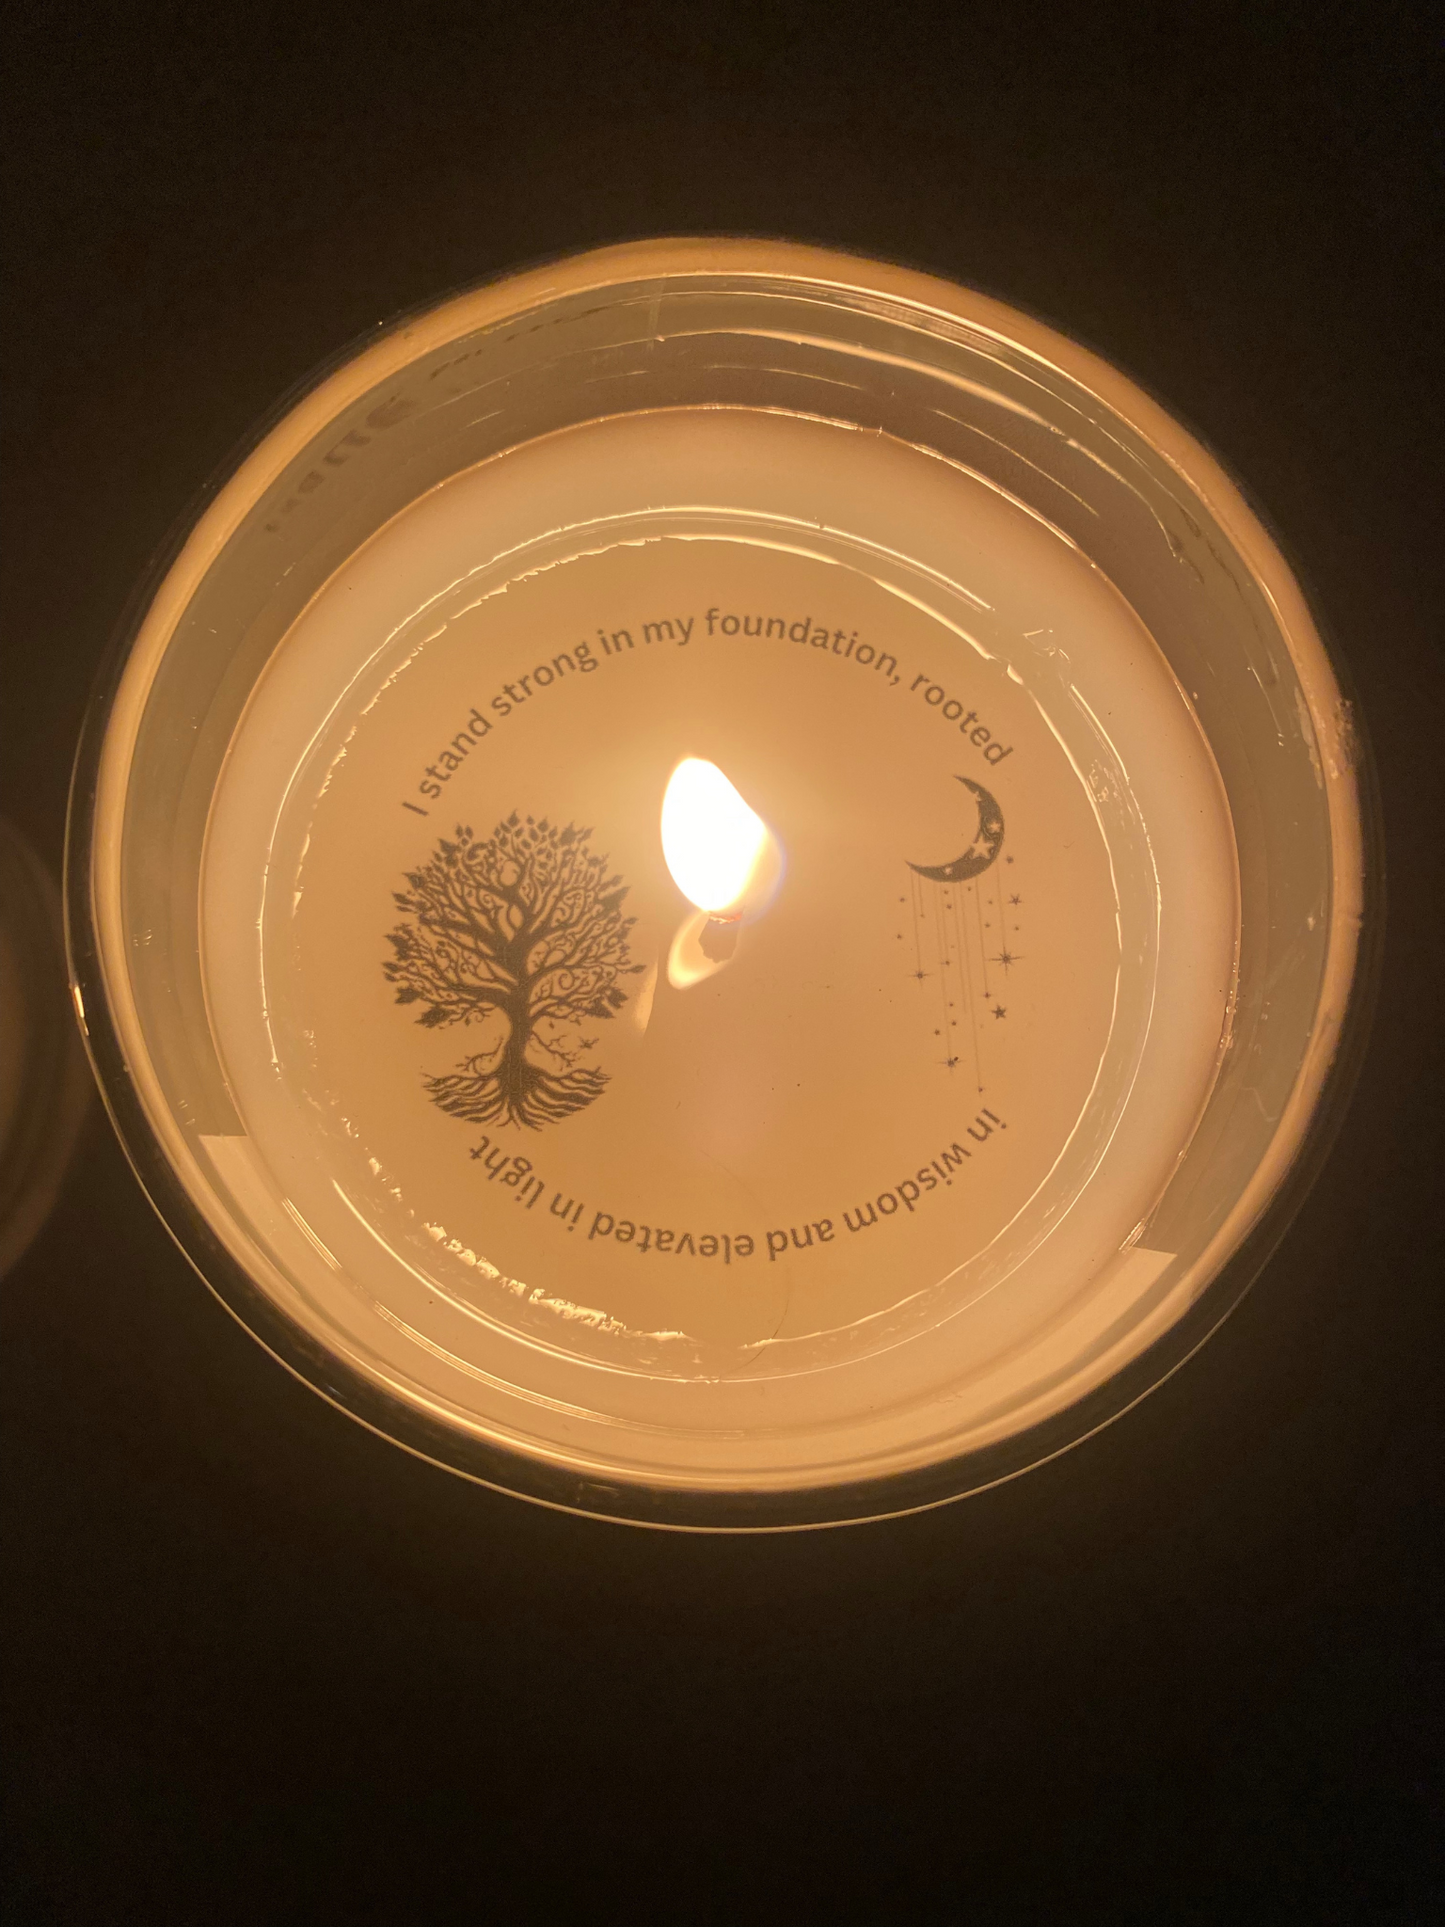 I stand strong in my foundation, rooted
in wisdom and elevated in light